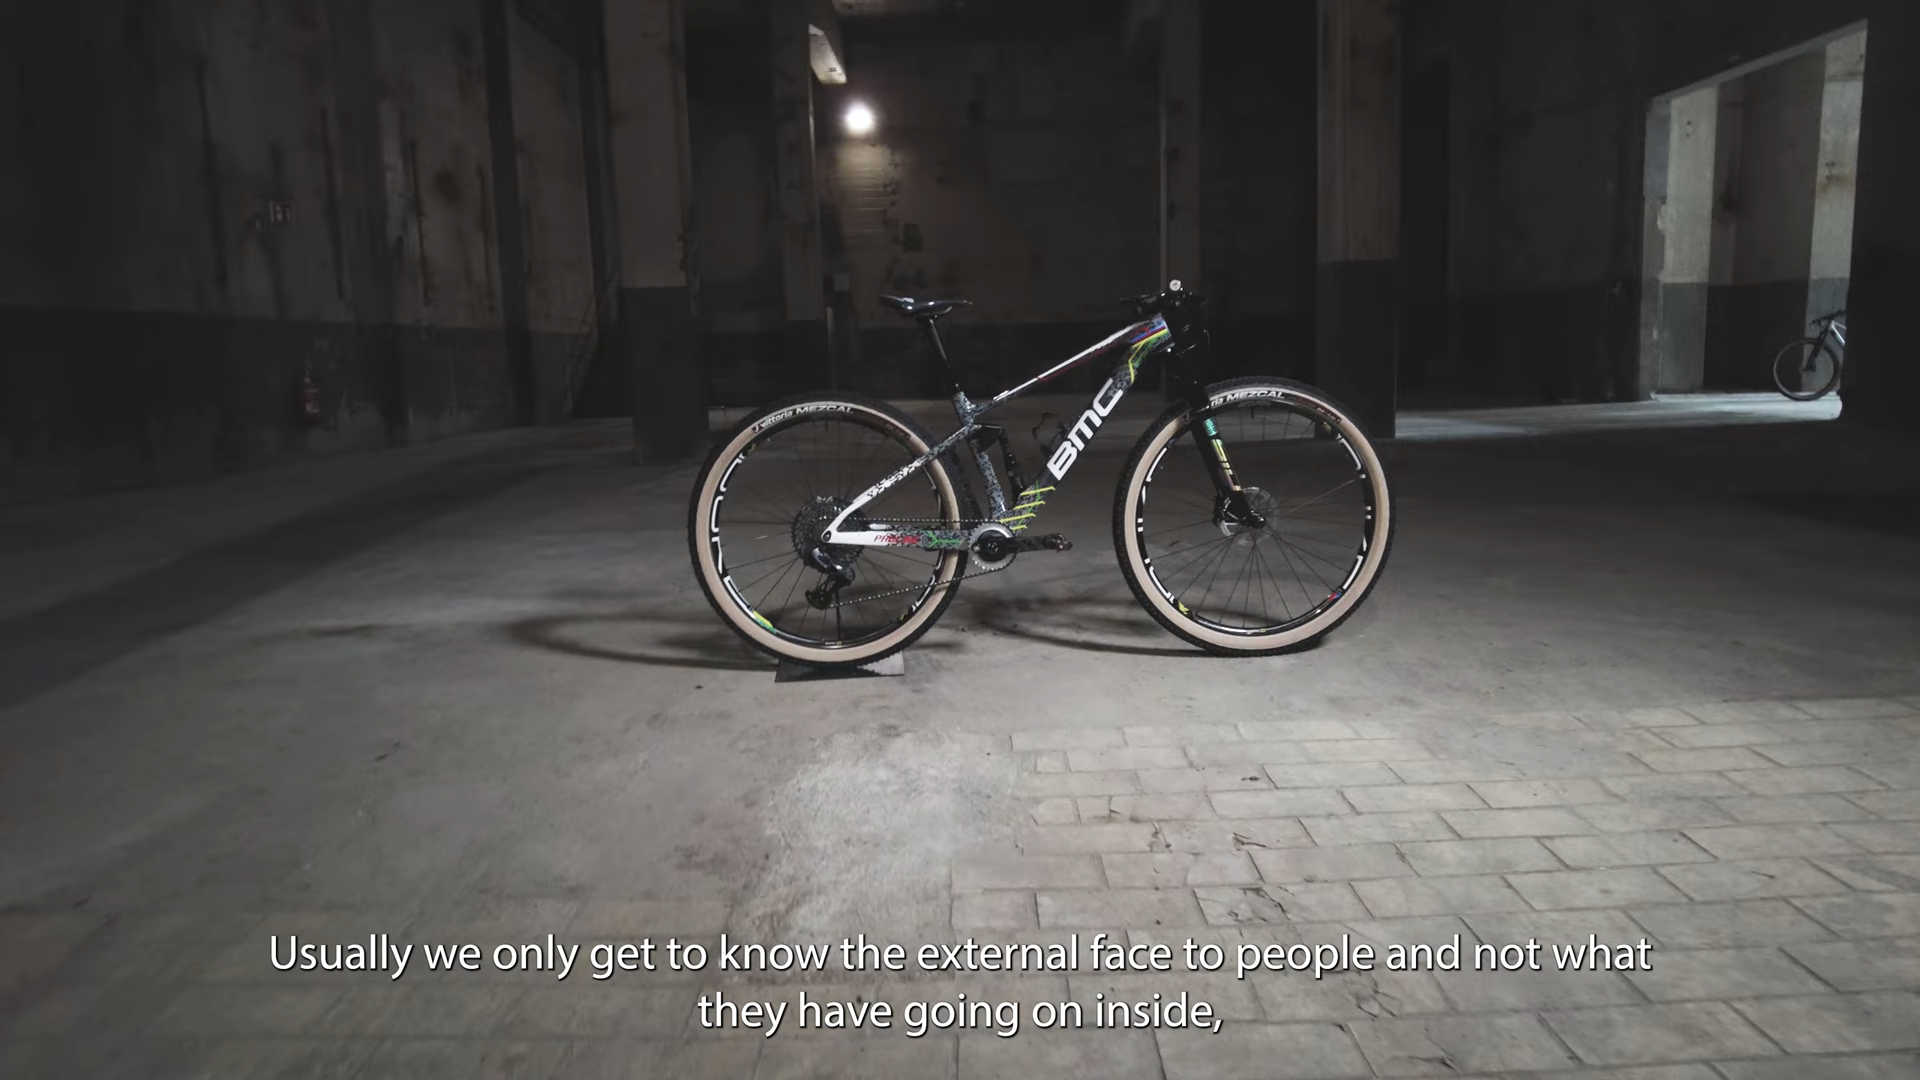 vittoria MEZCAL
ria MEZCAL
BMC
Usually we only get to know the external face to people and not what
they have going on inside,